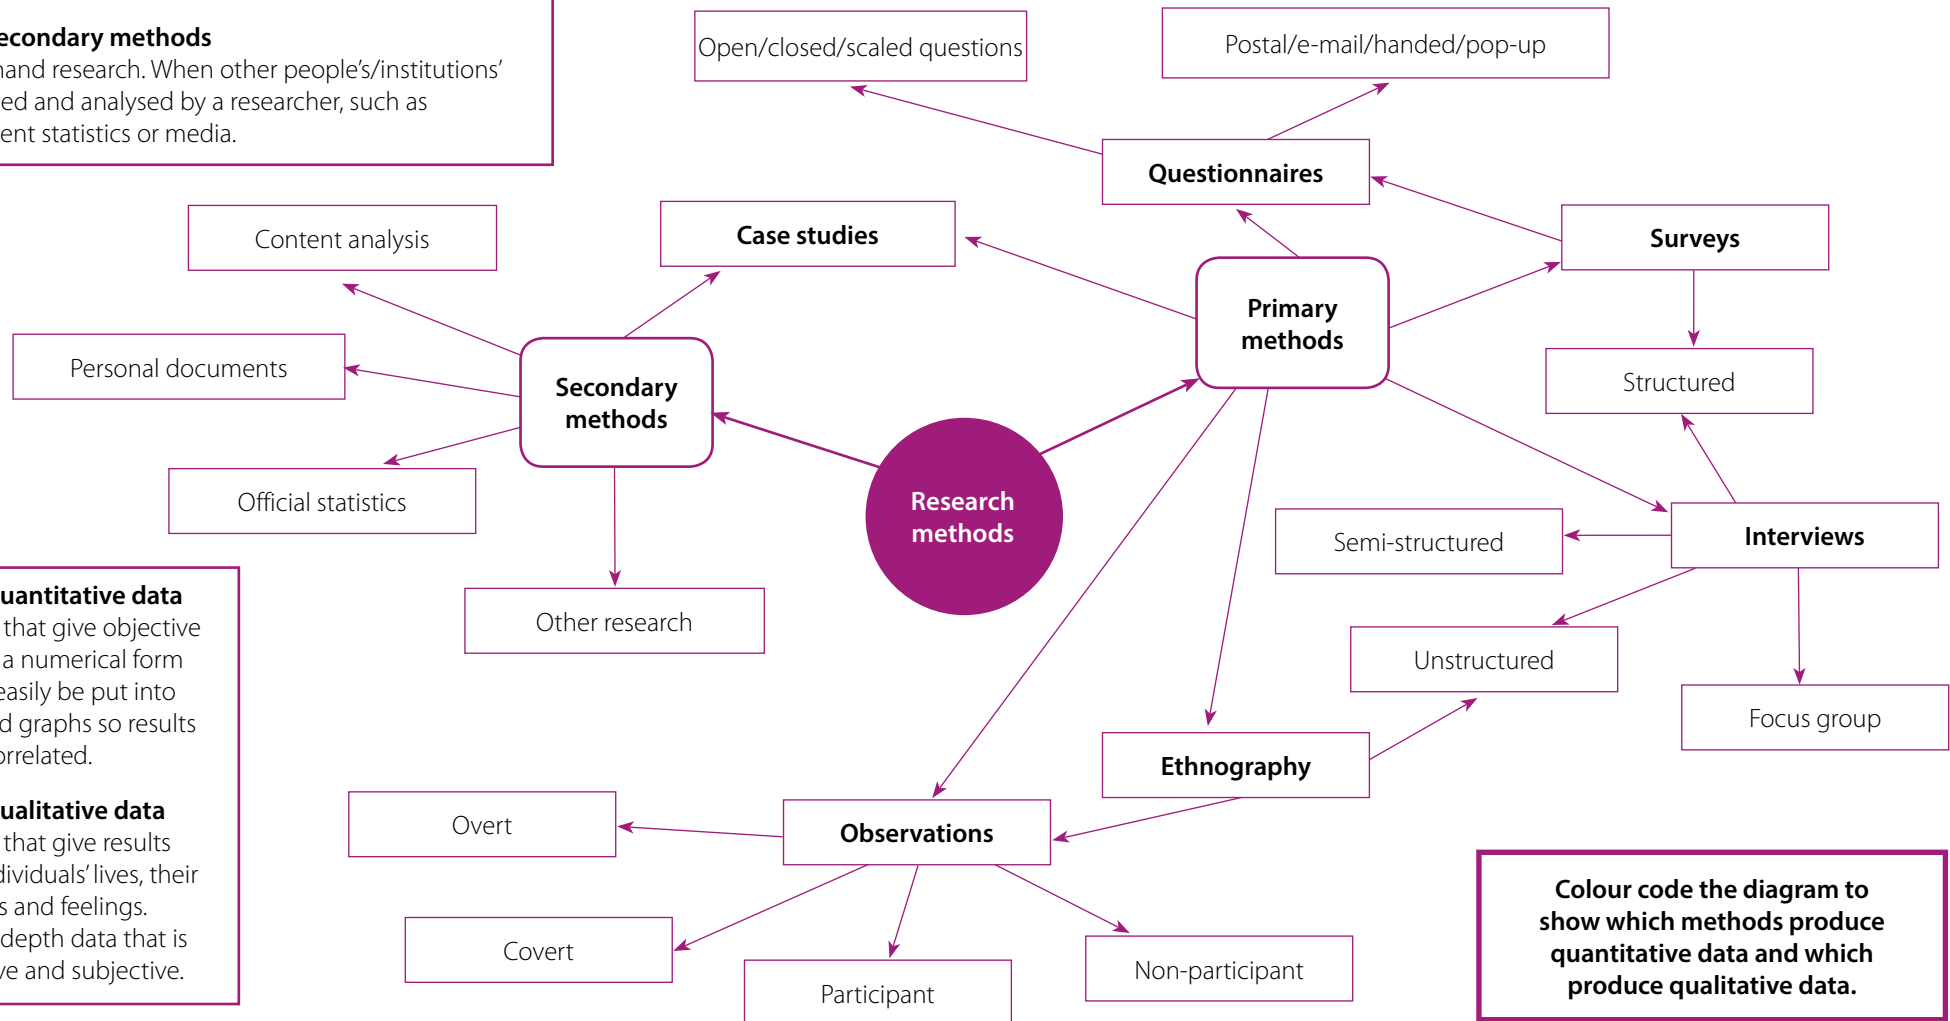 econdary methods
hand research. When other people’s/institutions’
ed and analysed by a researcher, such as
ent statistics or media.
Open/closed/scaled questions
Postal/e-mail/handed/pop-up
Questionnaires
Content analysis
Case studies
Surveys
Primary
methods
Personal documents
Secondary
methods
Structured
Official statistics
Research
methods
Semi-structured
Interviews
uantitative data
that give objective
a numerical form
easily be put into
d graphs so results
orrelated.
Other research
Unstructured
Focus group
Ethnography
ualitative data
that give results
dividuals’ lives, their
s and feelings.
depth data that is
ve and subjective.
Overt
Observations
Covert
Participant
Non-participant
Colour code the diagram to
show which methods produce
quantitative data and which
produce qualitative data.